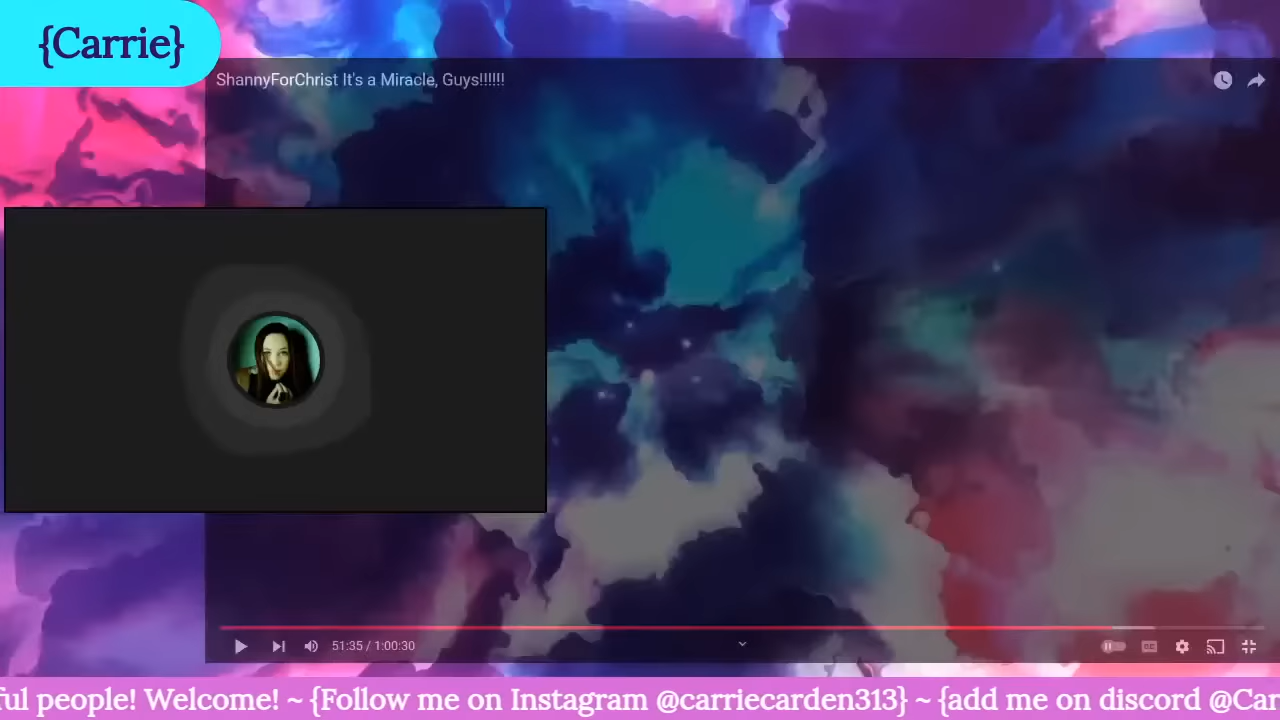 {Carrie}
ShannyForChrist It's a Miracle, Guys!!!!!!
51:35 / 1:00:30
ful people! Welcome! ~ {Follow me on Instagram @carriecarden313} ~ {add me on discord @Car